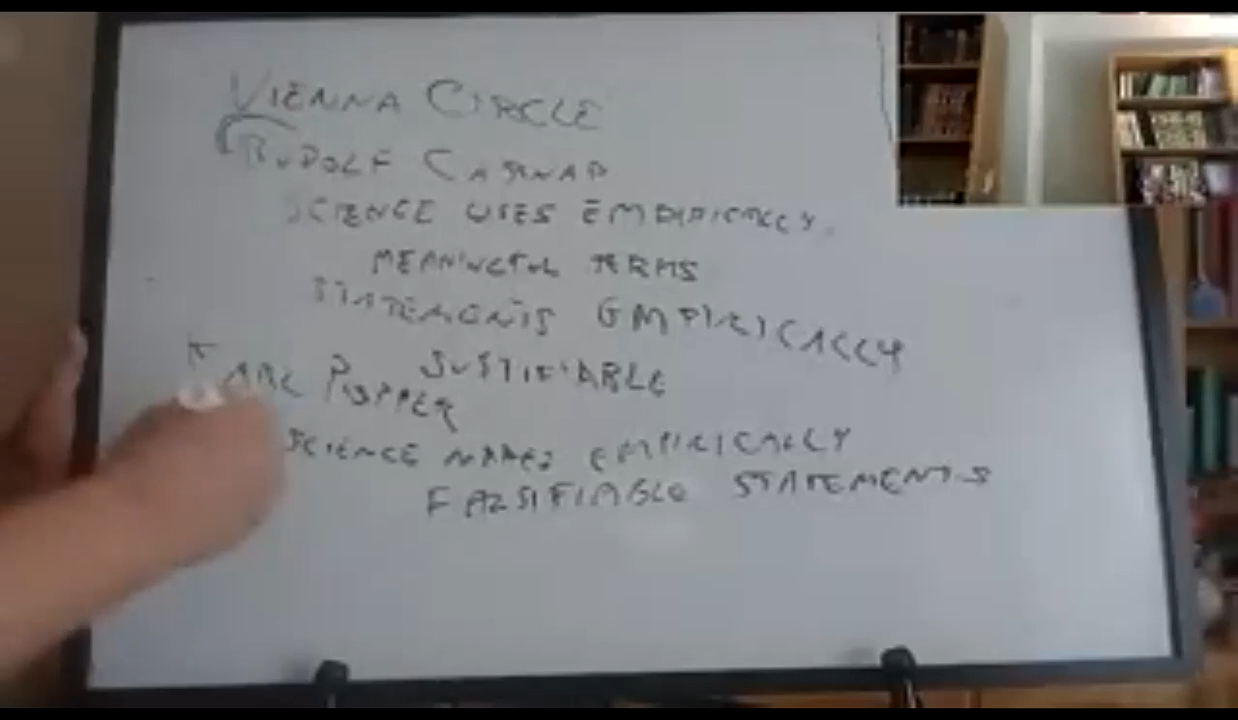 VIENNA CIRCLE
RUDOLF CARNAP
SCIENCE USES EMPIRICALLY
MEANINGFUL TERMS
STATEMENTS EMPIRICALLY
JUSTIFIABLE
KARL POPPER
SCIENCE MAKES EMPIRICALLY
FALSIFIABLE STATEMENTS